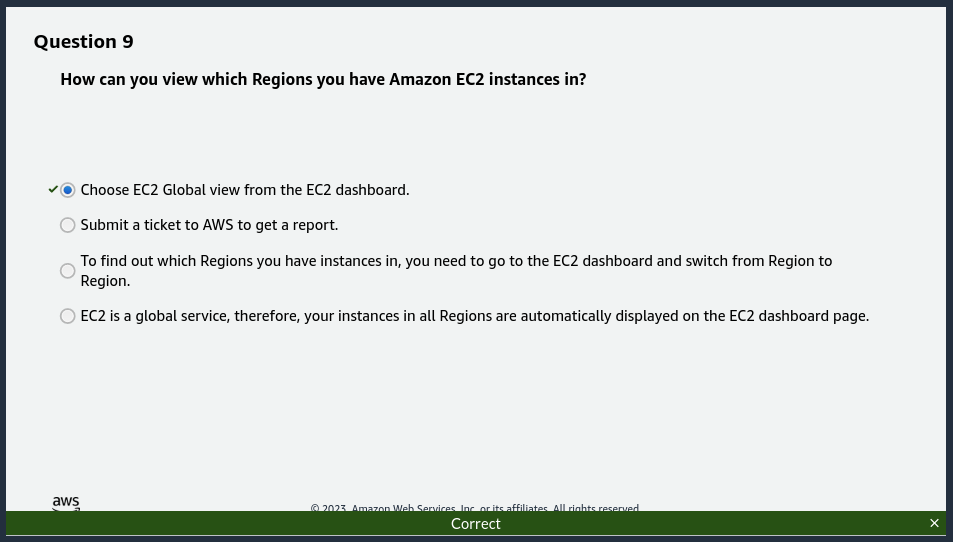 Question 9
How can you view which Regions you have Amazon EC2 instances in?
Choose EC2 Global view from the EC2 dashboard.
Submit a ticket to AWS to get a report.
To find out which Regions you have instances in, you need to go to the EC2 dashboard and switch from Region to
Region.
EC2 is a global service, therefore, your instances in all Regions are automatically displayed on the EC2 dashboard page.
aws
© 2023, Amazon Web Services, Inc. or its affiliates. All rights reserved.
Correct